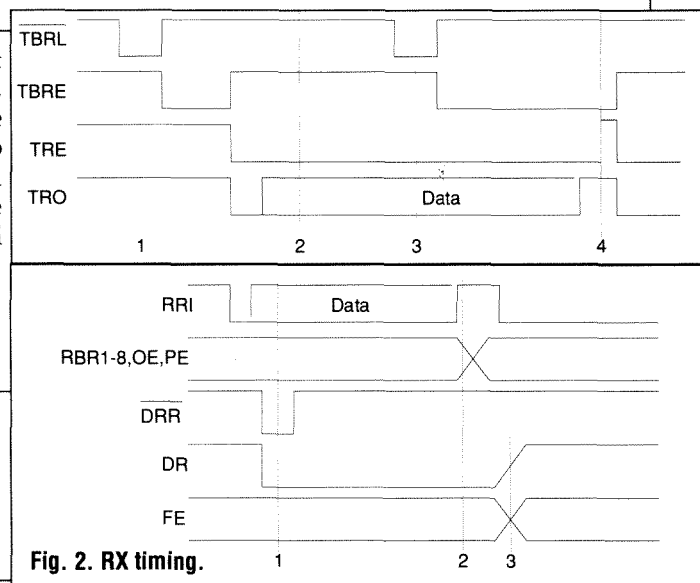 TBRL
TBRE
TRE
TRO
Data
1 2 3 4
RRI
Data
RBR1-8,OE,PE
DRR
DR
FE
1 2 3
Fig. 2. RX timing.